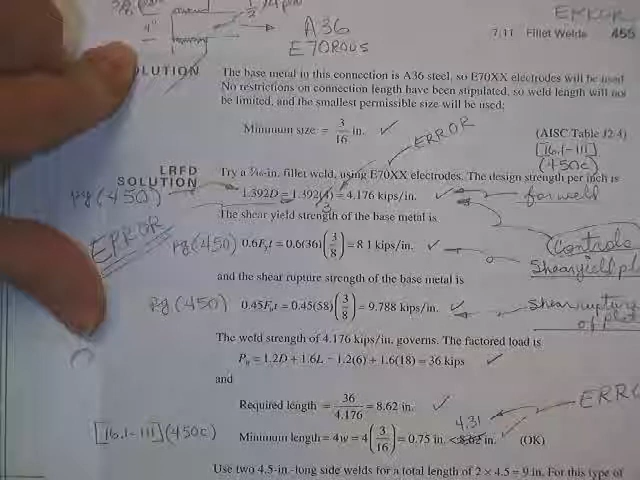 ERROR
4"
A36
7.11 Fillet Welds 455
E70 RODS
SOLUTION
The base metal in this connection is A36 steel, so E70XX electrodes will be used.
No restrictions on connection length have been stipulated, so weld length will not
be limited, and the smallest permissible size will be used:
Minimum size = 3/16 in. ✓
ERROR
(AISC Table J2.4)
[16.1-111]
(450c)
LRFD
SOLUTION
Try a 3/16-in. fillet weld, using E70XX electrodes. The design strength per inch is
pg (450)
1.392D = 1.392(4) = 4.176 kips/in. ✓
3
for weld
The shear yield strength of the base metal is
ERROR
Controls
pg (450) 0.6Fyt = 0.6(36)(3/8) = 8.1 kips/in. ✓
Shear yield pl
and the shear rupture strength of the base metal is
pg (450) 0.45Fut = 0.45(58)(3/8) = 9.788 kips/in. ✓
Shear rupture
of pl
The weld strength of 4.176 kips/in. governs. The factored load is
Pu = 1.2D + 1.6L = 1.2(6) + 1.6(18) = 36 kips ✓
and
ERRO
Required length = 36/4.176 = 8.62 in. ✓
4.31
[16.1-111] (450c) Minimum length = 4w = 4(3/16) = 0.75 in. < 8.62 in. ✓ (OK)
Use two 4.5-in.-long side welds for a total length of 2 × 4.5 = 9 in. For this type of